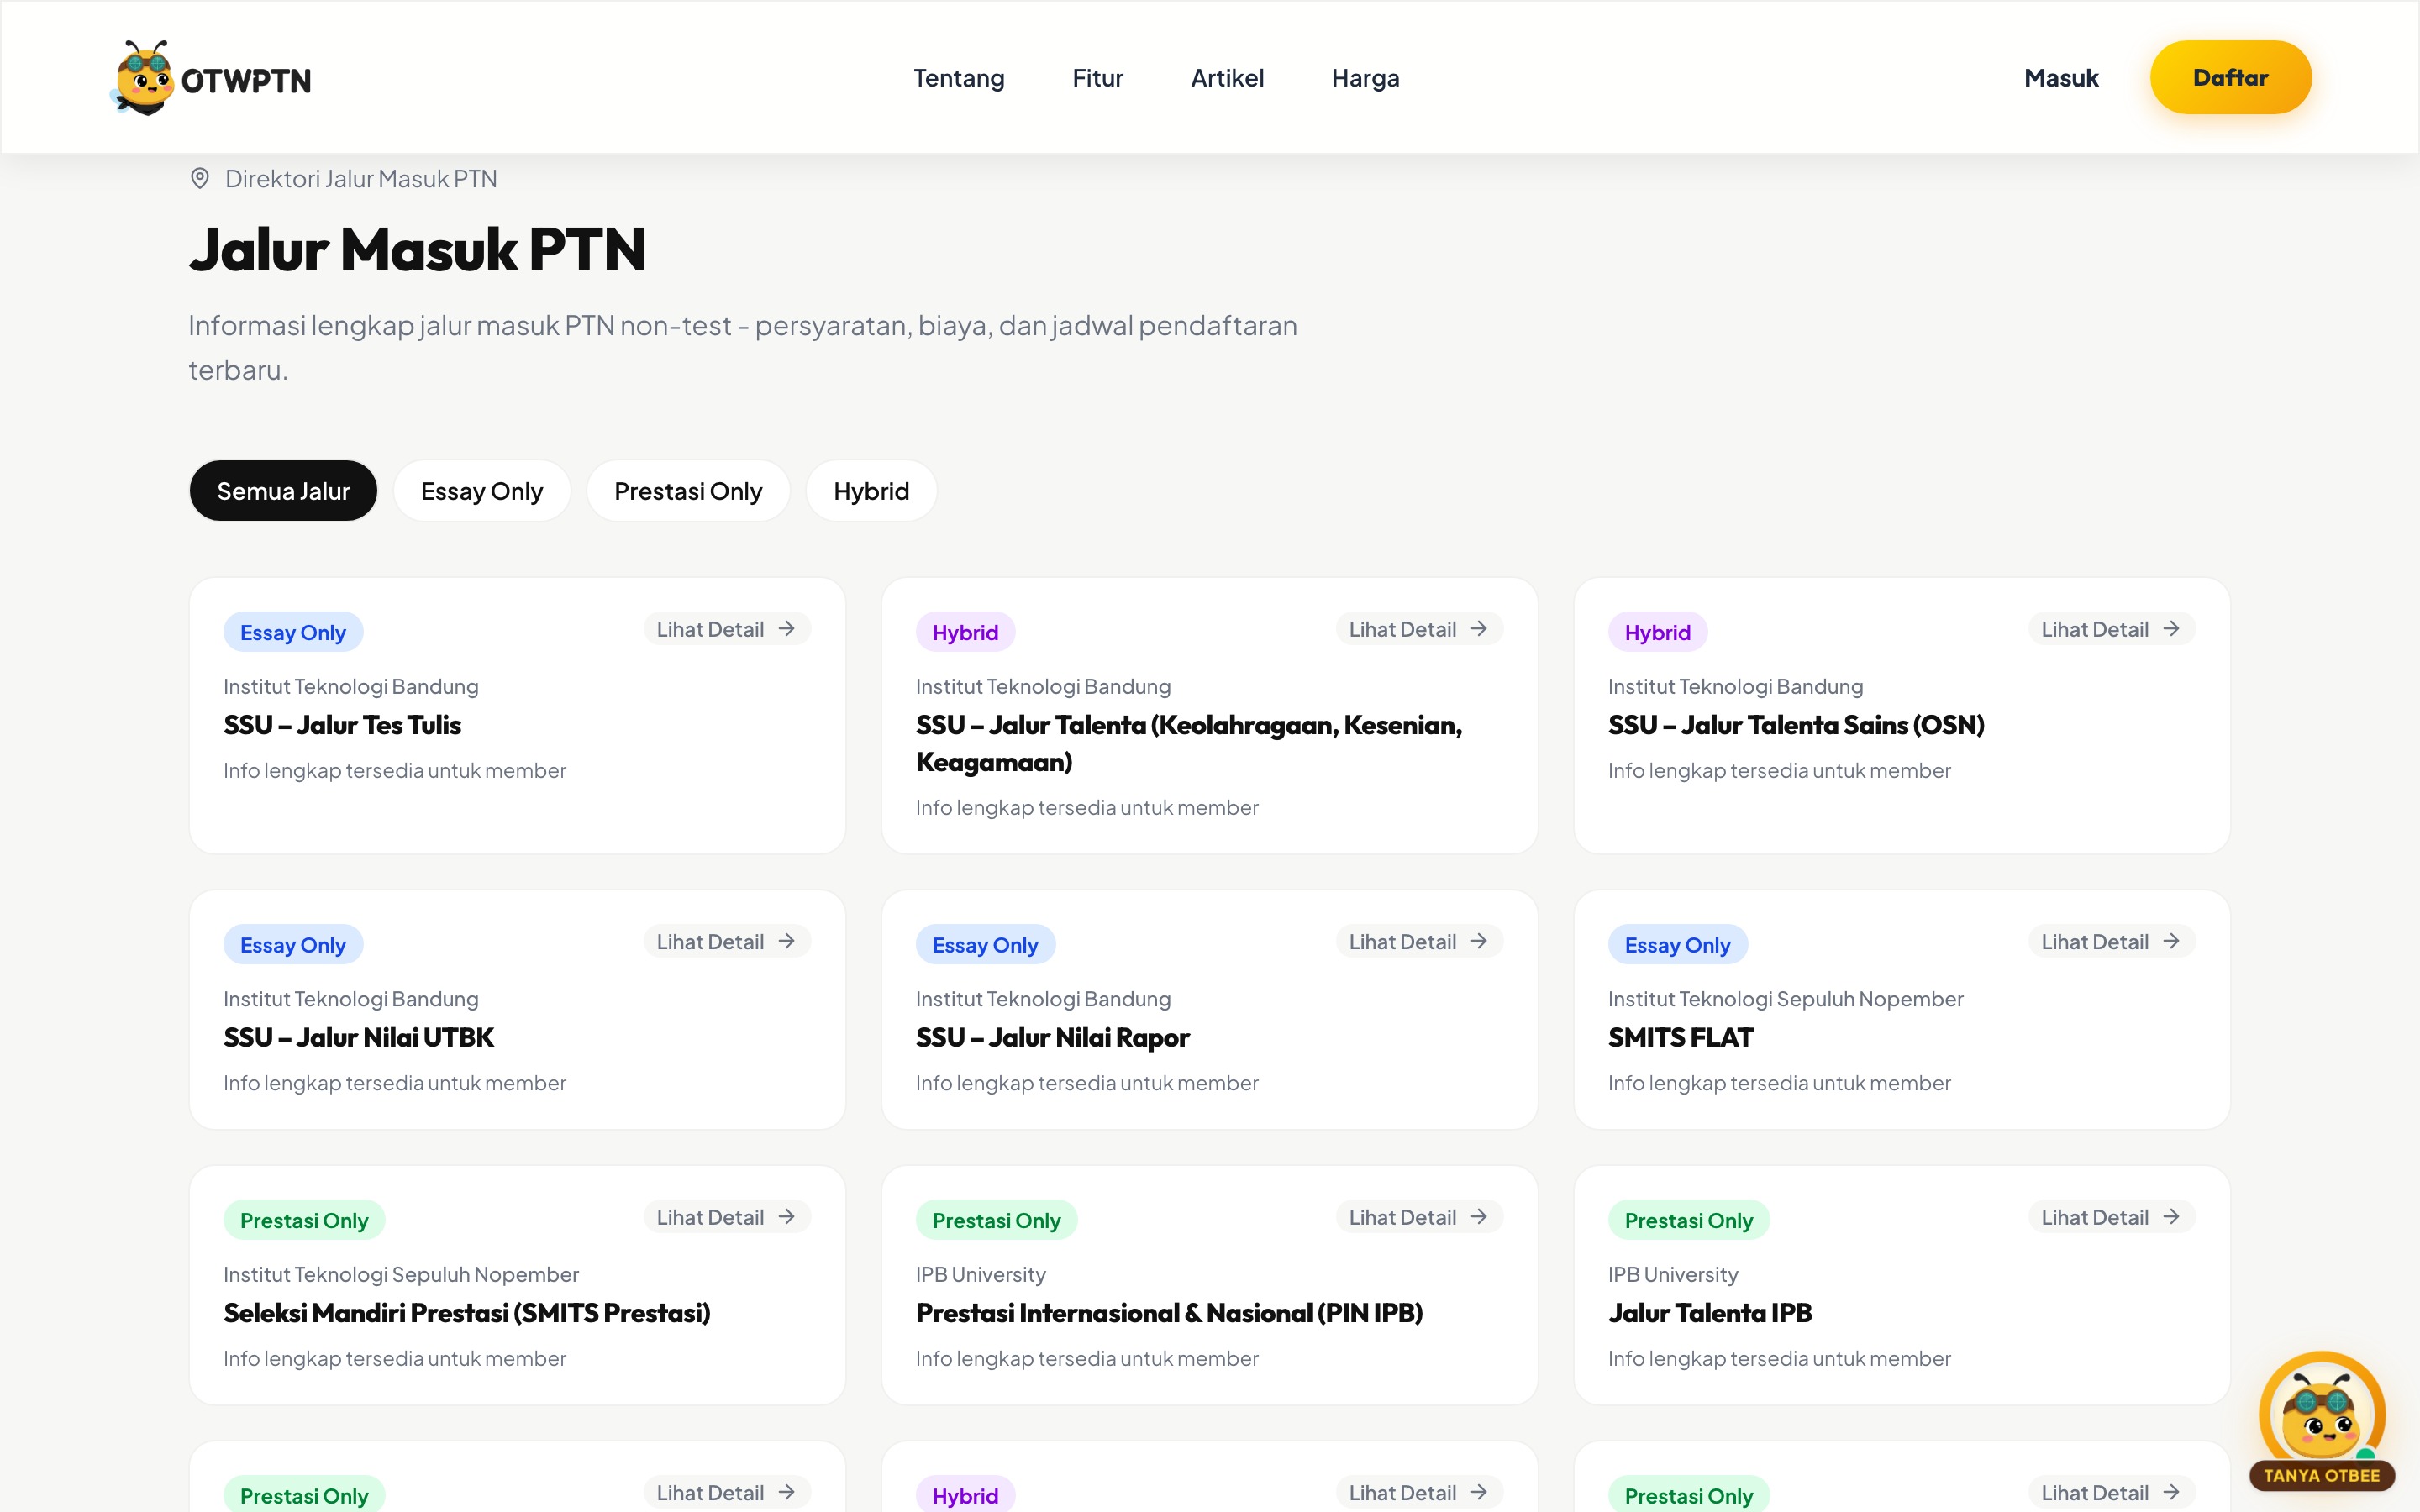 OTWPTN
Tentang
Fitur
Artikel
Harga
Masuk
Daftar
Direktori Jalur Masuk PTN
Jalur Masuk PTN
Informasi lengkap jalur masuk PTN non-test - persyaratan, biaya, dan jadwal pendaftaran
terbaru.
Semua Jalur
Essay Only
Prestasi Only
Hybrid
Essay Only
Lihat Detail →
Institut Teknologi Bandung
SSU – Jalur Tes Tulis
Info lengkap tersedia untuk member
Hybrid
Lihat Detail →
Institut Teknologi Bandung
SSU – Jalur Talenta (Keolahragaan, Kesenian,
Keagamaan)
Info lengkap tersedia untuk member
Hybrid
Lihat Detail →
Institut Teknologi Bandung
SSU – Jalur Talenta Sains (OSN)
Info lengkap tersedia untuk member
Essay Only
Lihat Detail →
Institut Teknologi Bandung
SSU – Jalur Nilai UTBK
Info lengkap tersedia untuk member
Essay Only
Lihat Detail →
Institut Teknologi Bandung
SSU – Jalur Nilai Rapor
Info lengkap tersedia untuk member
Essay Only
Lihat Detail →
Institut Teknologi Sepuluh Nopember
SMITS FLAT
Info lengkap tersedia untuk member
Prestasi Only
Lihat Detail →
Institut Teknologi Sepuluh Nopember
Seleksi Mandiri Prestasi (SMITS Prestasi)
Info lengkap tersedia untuk member
Prestasi Only
Lihat Detail →
IPB University
Prestasi Internasional & Nasional (PIN IPB)
Info lengkap tersedia untuk member
Prestasi Only
Lihat Detail →
IPB University
Jalur Talenta IPB
Info lengkap tersedia untuk member
Prestasi Only
Lihat Detail →
Hybrid
Lihat Detail →
Prestasi Only
Lihat Detail →
TANYA OTBEE